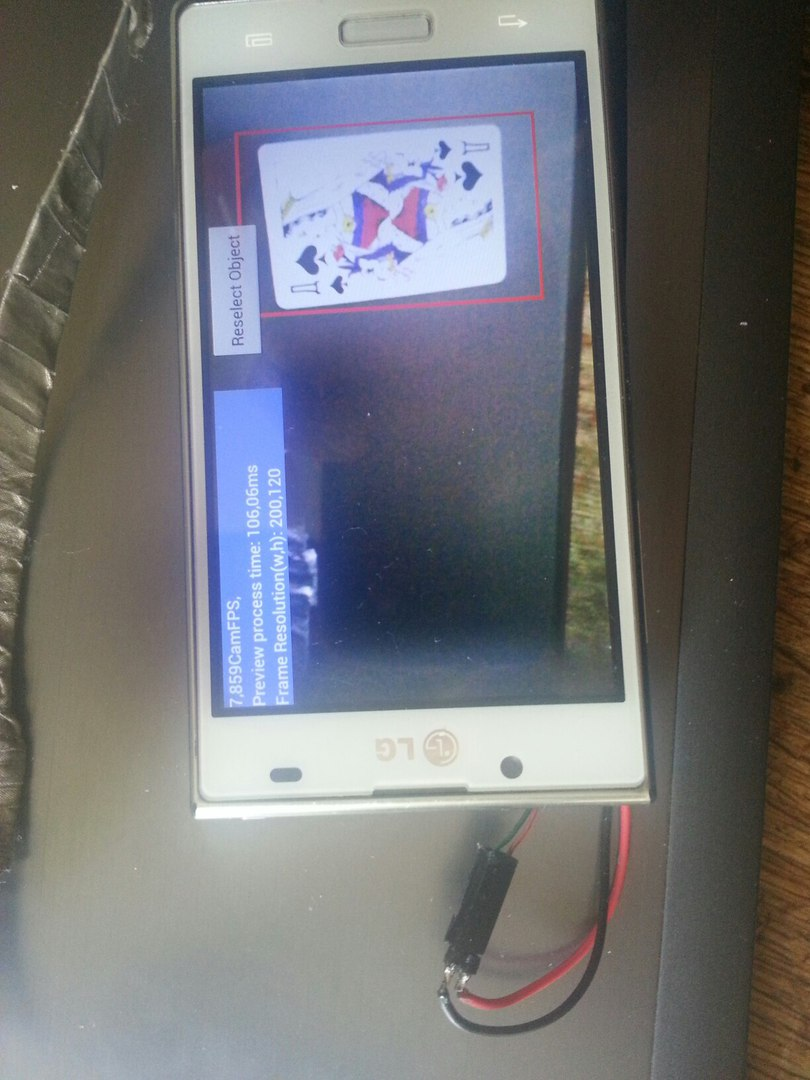 7,859CamFPS,
Preview process time: 106,06ms
Frame Resolution(w,h): 200,120
Reselect Object
Д
Д
LG